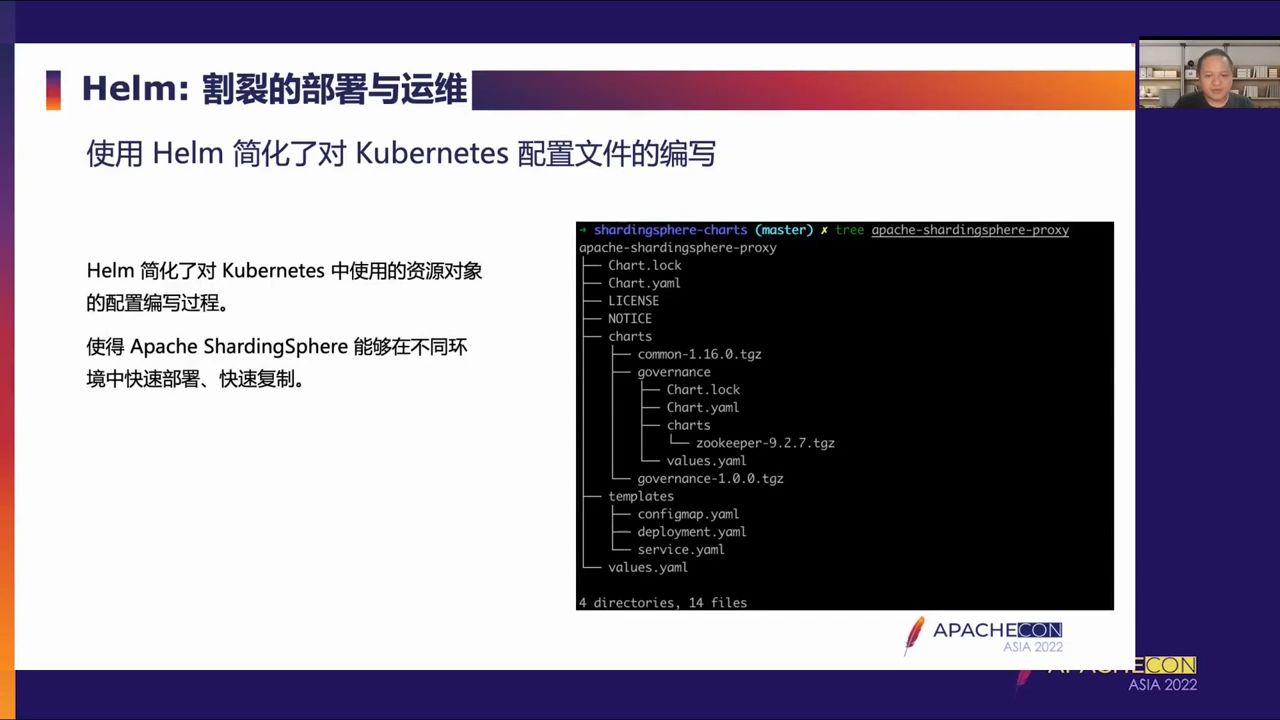 Helm: 割裂的部署与运维
使用 Helm 简化了对 Kubernetes 配置文件的编写
Helm 简化了对 Kubernetes 中使用的资源对象
的配置编写过程。
使得 Apache ShardingSphere 能够在不同环
境中快速部署、快速复制。
→ shardingsphere-charts (master) ✗ tree apache-shardingsphere-proxy
apache-shardingsphere-proxy
├── Chart.lock
├── Chart.yaml
├── LICENSE
├── NOTICE
├── charts
│   ├── common-1.16.0.tgz
│   ├── governance
│   │   ├── Chart.lock
│   │   ├── Chart.yaml
│   │   ├── charts
│   │   │   └── zookeeper-9.2.7.tgz
│   │   └── values.yaml
│   └── governance-1.0.0.tgz
├── templates
│   ├── configmap.yaml
│   ├── deployment.yaml
│   └── service.yaml
└── values.yaml
4 directories, 14 files
APACHECON
ASIA 2022
APACHECON
ASIA 2022